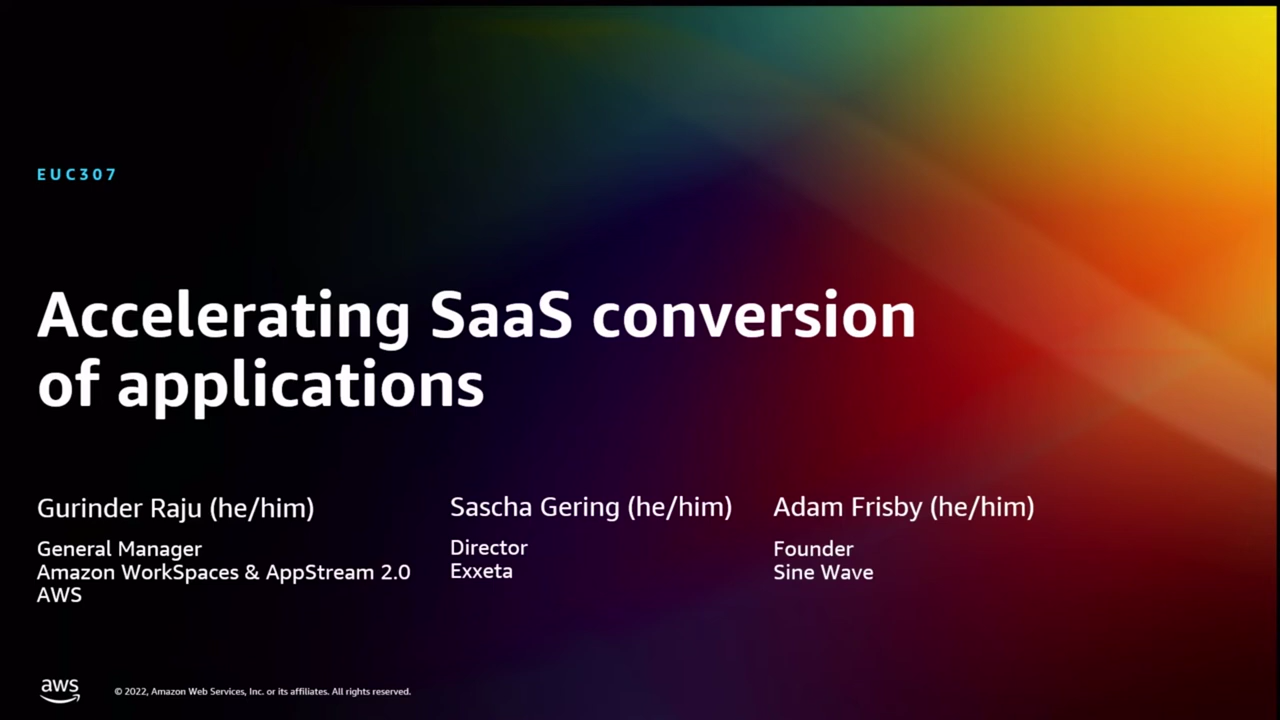 EUC307
Accelerating SaaS conversion
of applications
Gurinder Raju (he/him)
General Manager
Amazon WorkSpaces & AppStream 2.0
AWS
Sascha Gering (he/him)
Director
Exxeta
Adam Frisby (he/him)
Founder
Sine Wave
aws
© 2022, Amazon Web Services, Inc. or its affiliates. All rights reserved.